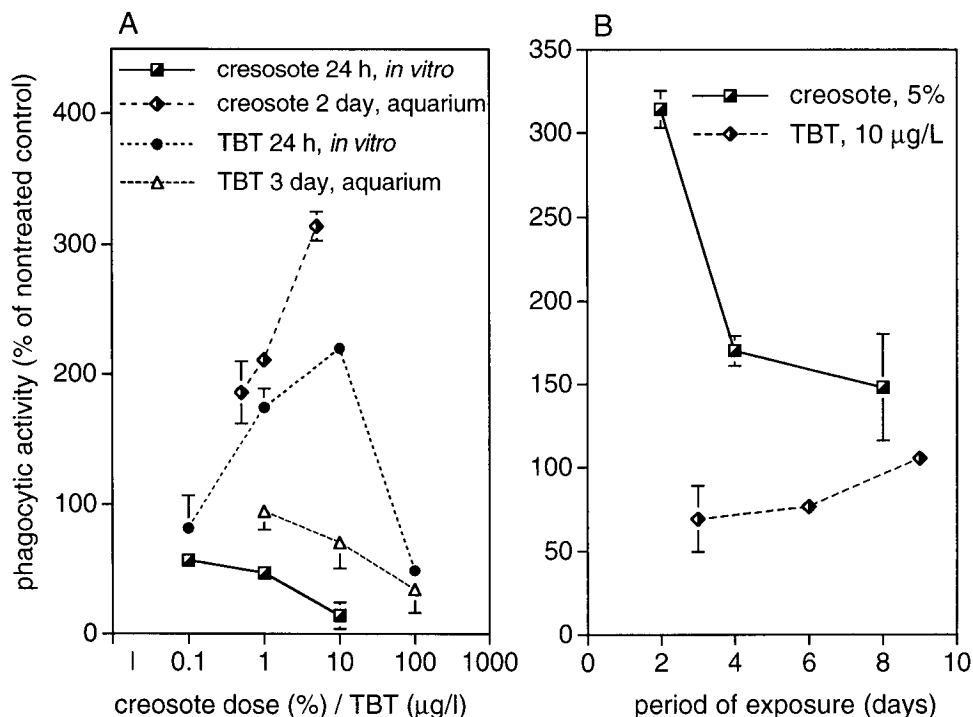 A
phagocytic activity (% of nontreated control)
400
300
200
100
0
cresosote 24 h, in vitro
creosote 2 day, aquarium
TBT 24 h, in vitro
TBT 3 day, aquarium
0.1 1 10 100 1000
creosote dose (%) / TBT (μg/l)
B
350
300
250
200
150
100
50
0
creosote, 5%
TBT, 10 μg/L
0 2 4 6 8 10
period of exposure (days)